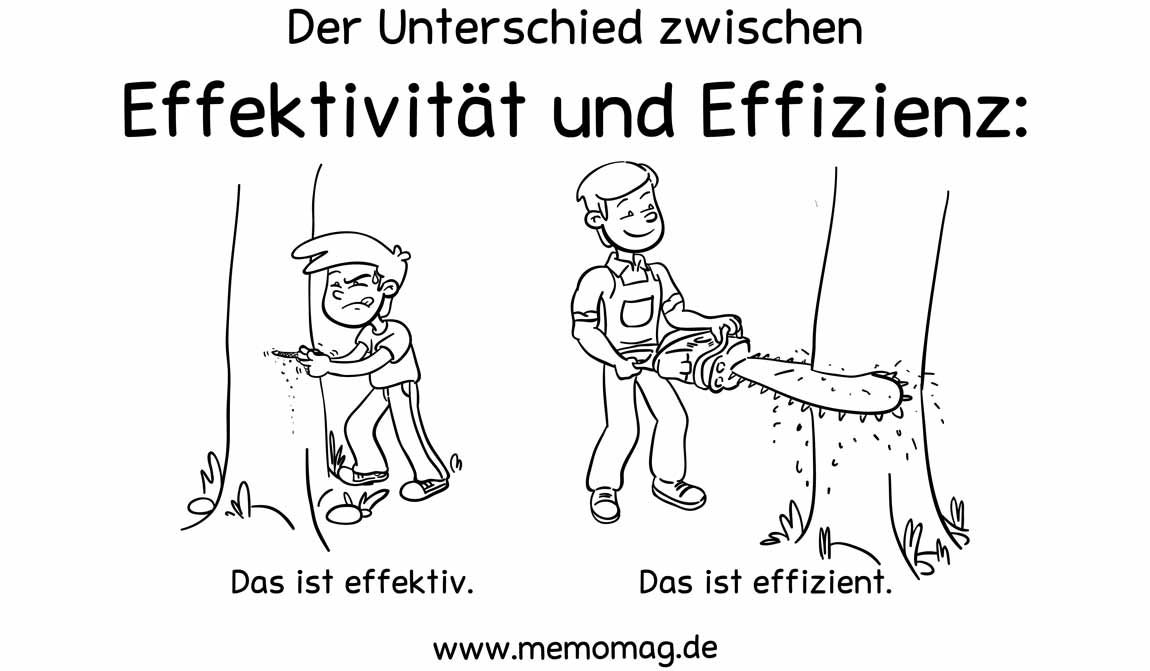 Der Unterschied zwischen
Effektivität und Effizienz:
Das ist effektiv.
Das ist effizient.
www.memomag.de